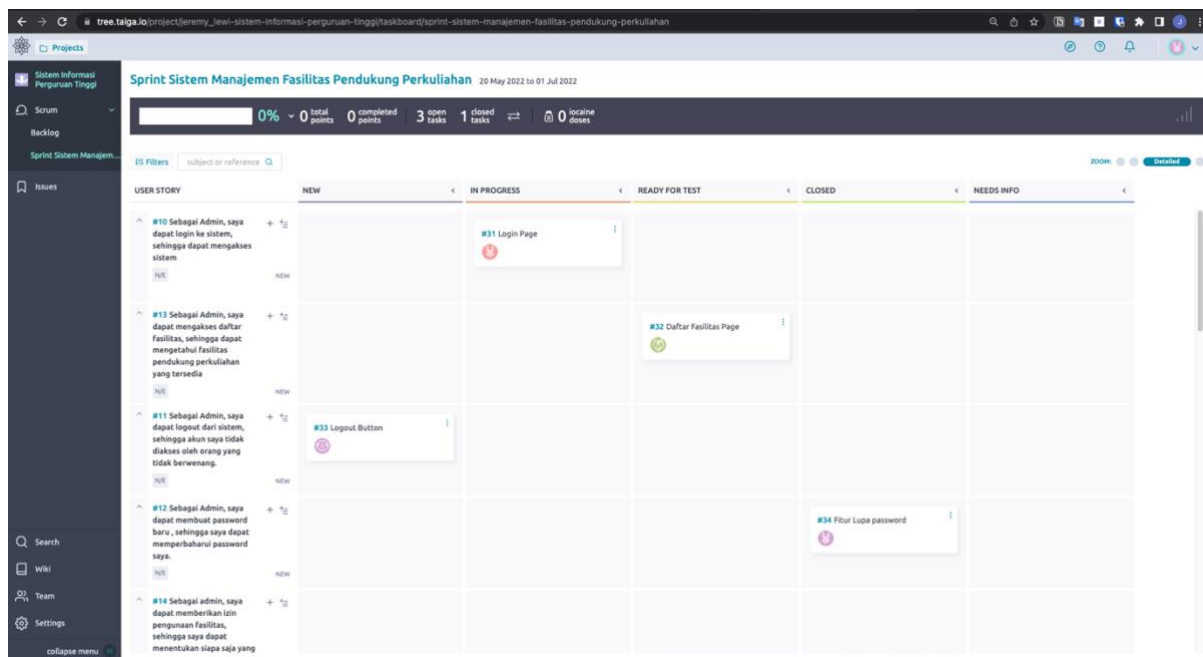 tree.taiga.io/project/jeremy_lewi-sistem-informasi-perguruan-tinggi/taskboard/sprint-sistem-manajemen-fasilitas-pendukung-perkuliahan
Projects
Sistem Informasi
Perguruan Tinggi
Scrum
Backlog
Sprint Sistem Manajem...
Issues
Search
Wiki
Team
Settings
collapse menu
Sprint Sistem Manajemen Fasilitas Pendukung Perkuliahan 20 May 2022 to 01 Jul 2022
0% 0 total points 0 completed points 3 open tasks 1 closed tasks 0 iocaine doses
Filters subject or reference ZOOM: Detailed
USER STORY NEW IN PROGRESS READY FOR TEST CLOSED NEEDS INFO
#10 Sebagai Admin, saya
dapat login ke sistem,
sehingga dapat mengakses
sistem
N/E NEW
#31 Login Page
#13 Sebagai Admin, saya
dapat mengakses daftar
fasilitas, sehingga dapat
mengetahui fasilitas
pendukung perkuliahan
yang tersedia
N/E NEW
#32 Daftar Fasilitas Page
#11 Sebagai Admin, saya
dapat logout dari sistem,
sehingga akun saya tidak
diakses oleh orang yang
tidak berwenang.
N/E NEW
#33 Logout Button
#12 Sebagai Admin, saya
dapat membuat password
baru , sehingga saya dapat
memperbaharui password
saya.
N/E NEW
#34 Fitur Lupa password
#14 Sebagai admin, saya
dapat memberikan izin
pengunaan fasilitas,
sehingga saya dapat
menentukan siapa saja yang